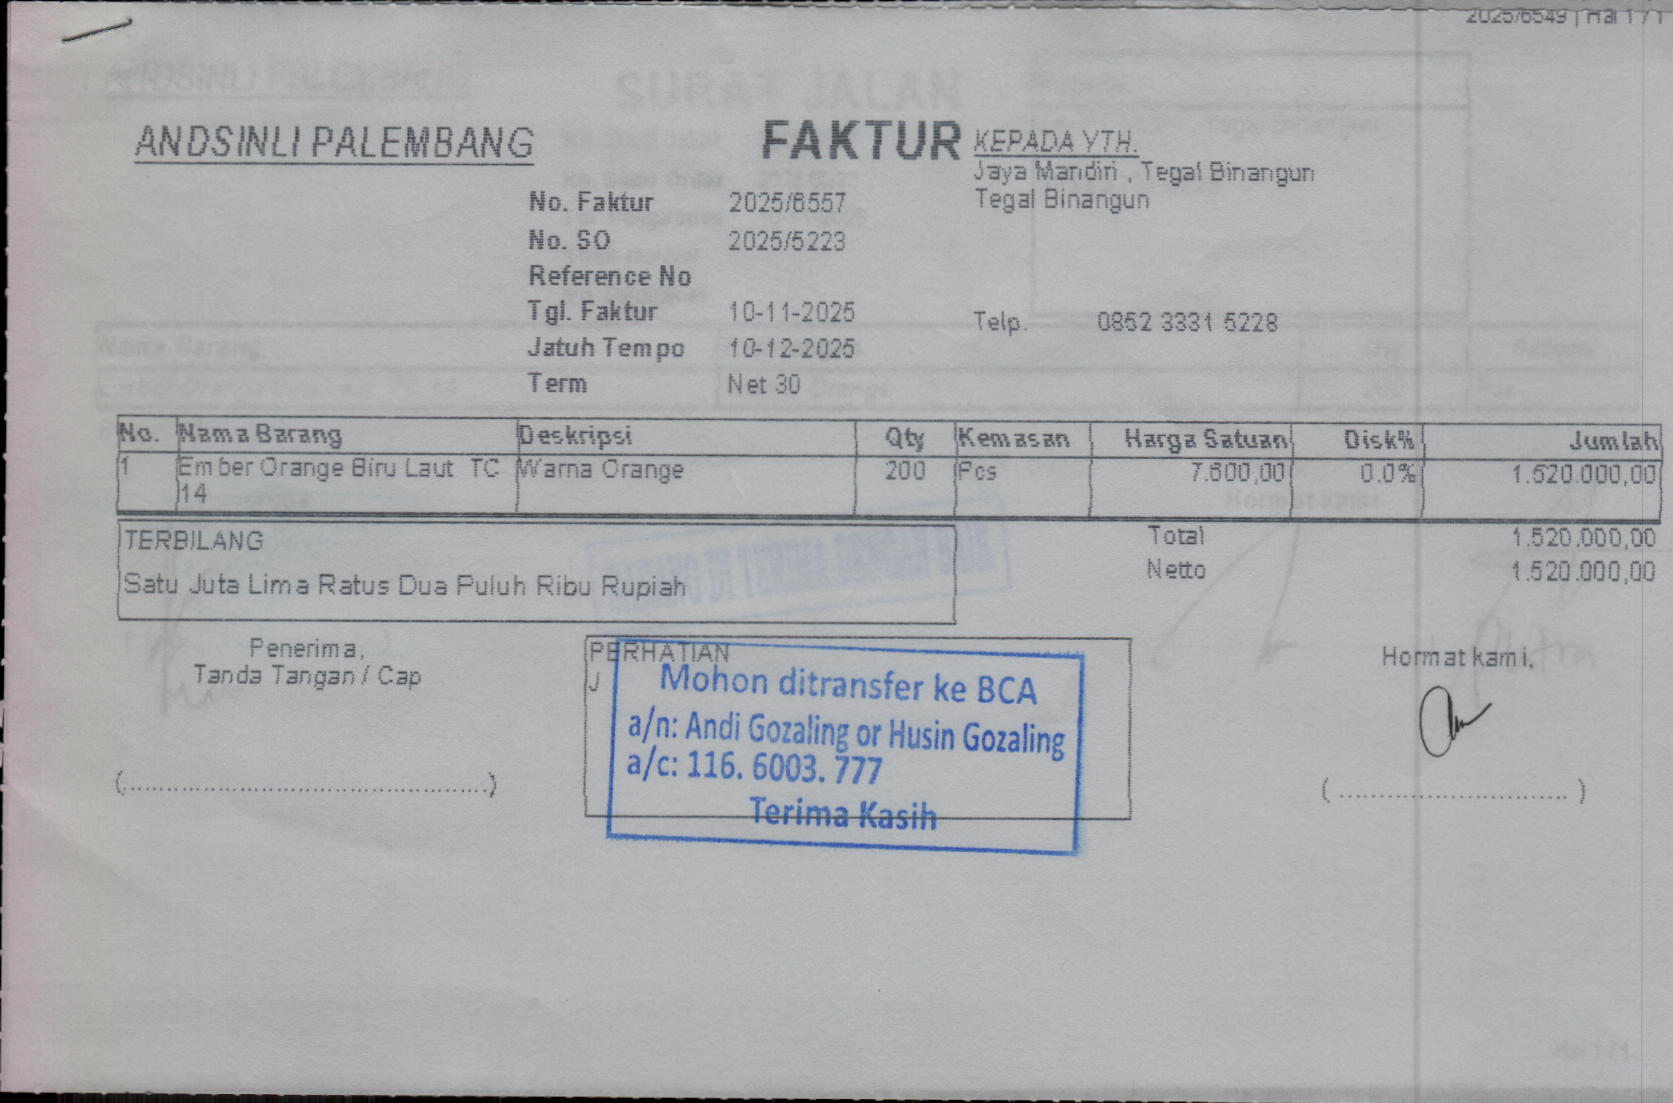 2025/6549 | Hal 1 / 1
ANDSINLI PALEMBANG
FAKTUR
KEPADA YTH.
Jaya Mandiri , Tegal Binangun
Tegal Binangun
No. Faktur 2025/6557
No. SO 2025/5223
Reference No
Tgl. Faktur 10-11-2025
Telp. 0852 3331 5228
Jatuh Tempo 10-12-2025
Term Net 30
No. Nama Barang Deskripsi Qty Kemasan Harga Satuan Disk% Jumlah
1 Ember Orange Biru Laut TC Warna Orange 200 Pcs 7.600,00 0.0% 1.520.000,00
14
TERBILANG
Satu Juta Lima Ratus Dua Puluh Ribu Rupiah
Total 1.520.000,00
Netto 1.520.000,00
Penerima,
Tanda Tangan / Cap
PERHATIAN
J
Mohon ditransfer ke BCA
a/n: Andi Gozaling or Husin Gozaling
a/c: 116. 6003. 777
Terima Kasih
Hormat kami,
(................................................)
(..............................)